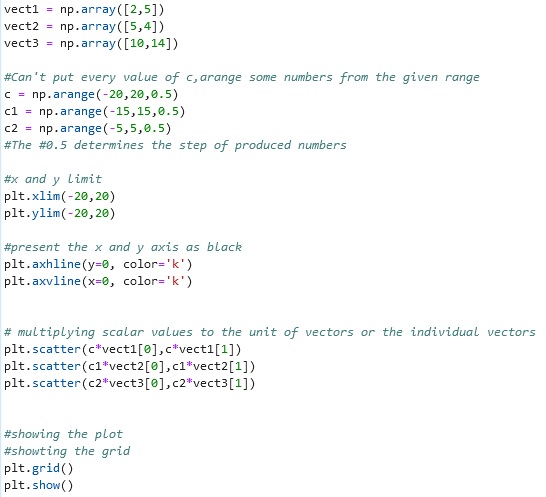 vect1 = np.array([2,5])
vect2 = np.array([5,4])
vect3 = np.array([10,14])
#Can't put every value of c,arange some numbers from the given range
c = np.arange(-20,20,0.5)
c1 = np.arange(-15,15,0.5)
c2 = np.arange(-5,5,0.5)
#The #0.5 determines the step of produced numbers
#x and y limit
plt.xlim(-20,20)
plt.ylim(-20,20)
#present the x and y axis as black
plt.axhline(y=0, color='k')
plt.axvline(x=0, color='k')
# multiplying scalar values to the unit of vectors or the individual vectors
plt.scatter(c*vect1[0],c*vect1[1])
plt.scatter(c1*vect2[0],c1*vect2[1])
plt.scatter(c2*vect3[0],c2*vect3[1])
#showing the plot
#showting the grid
plt.grid()
plt.show()